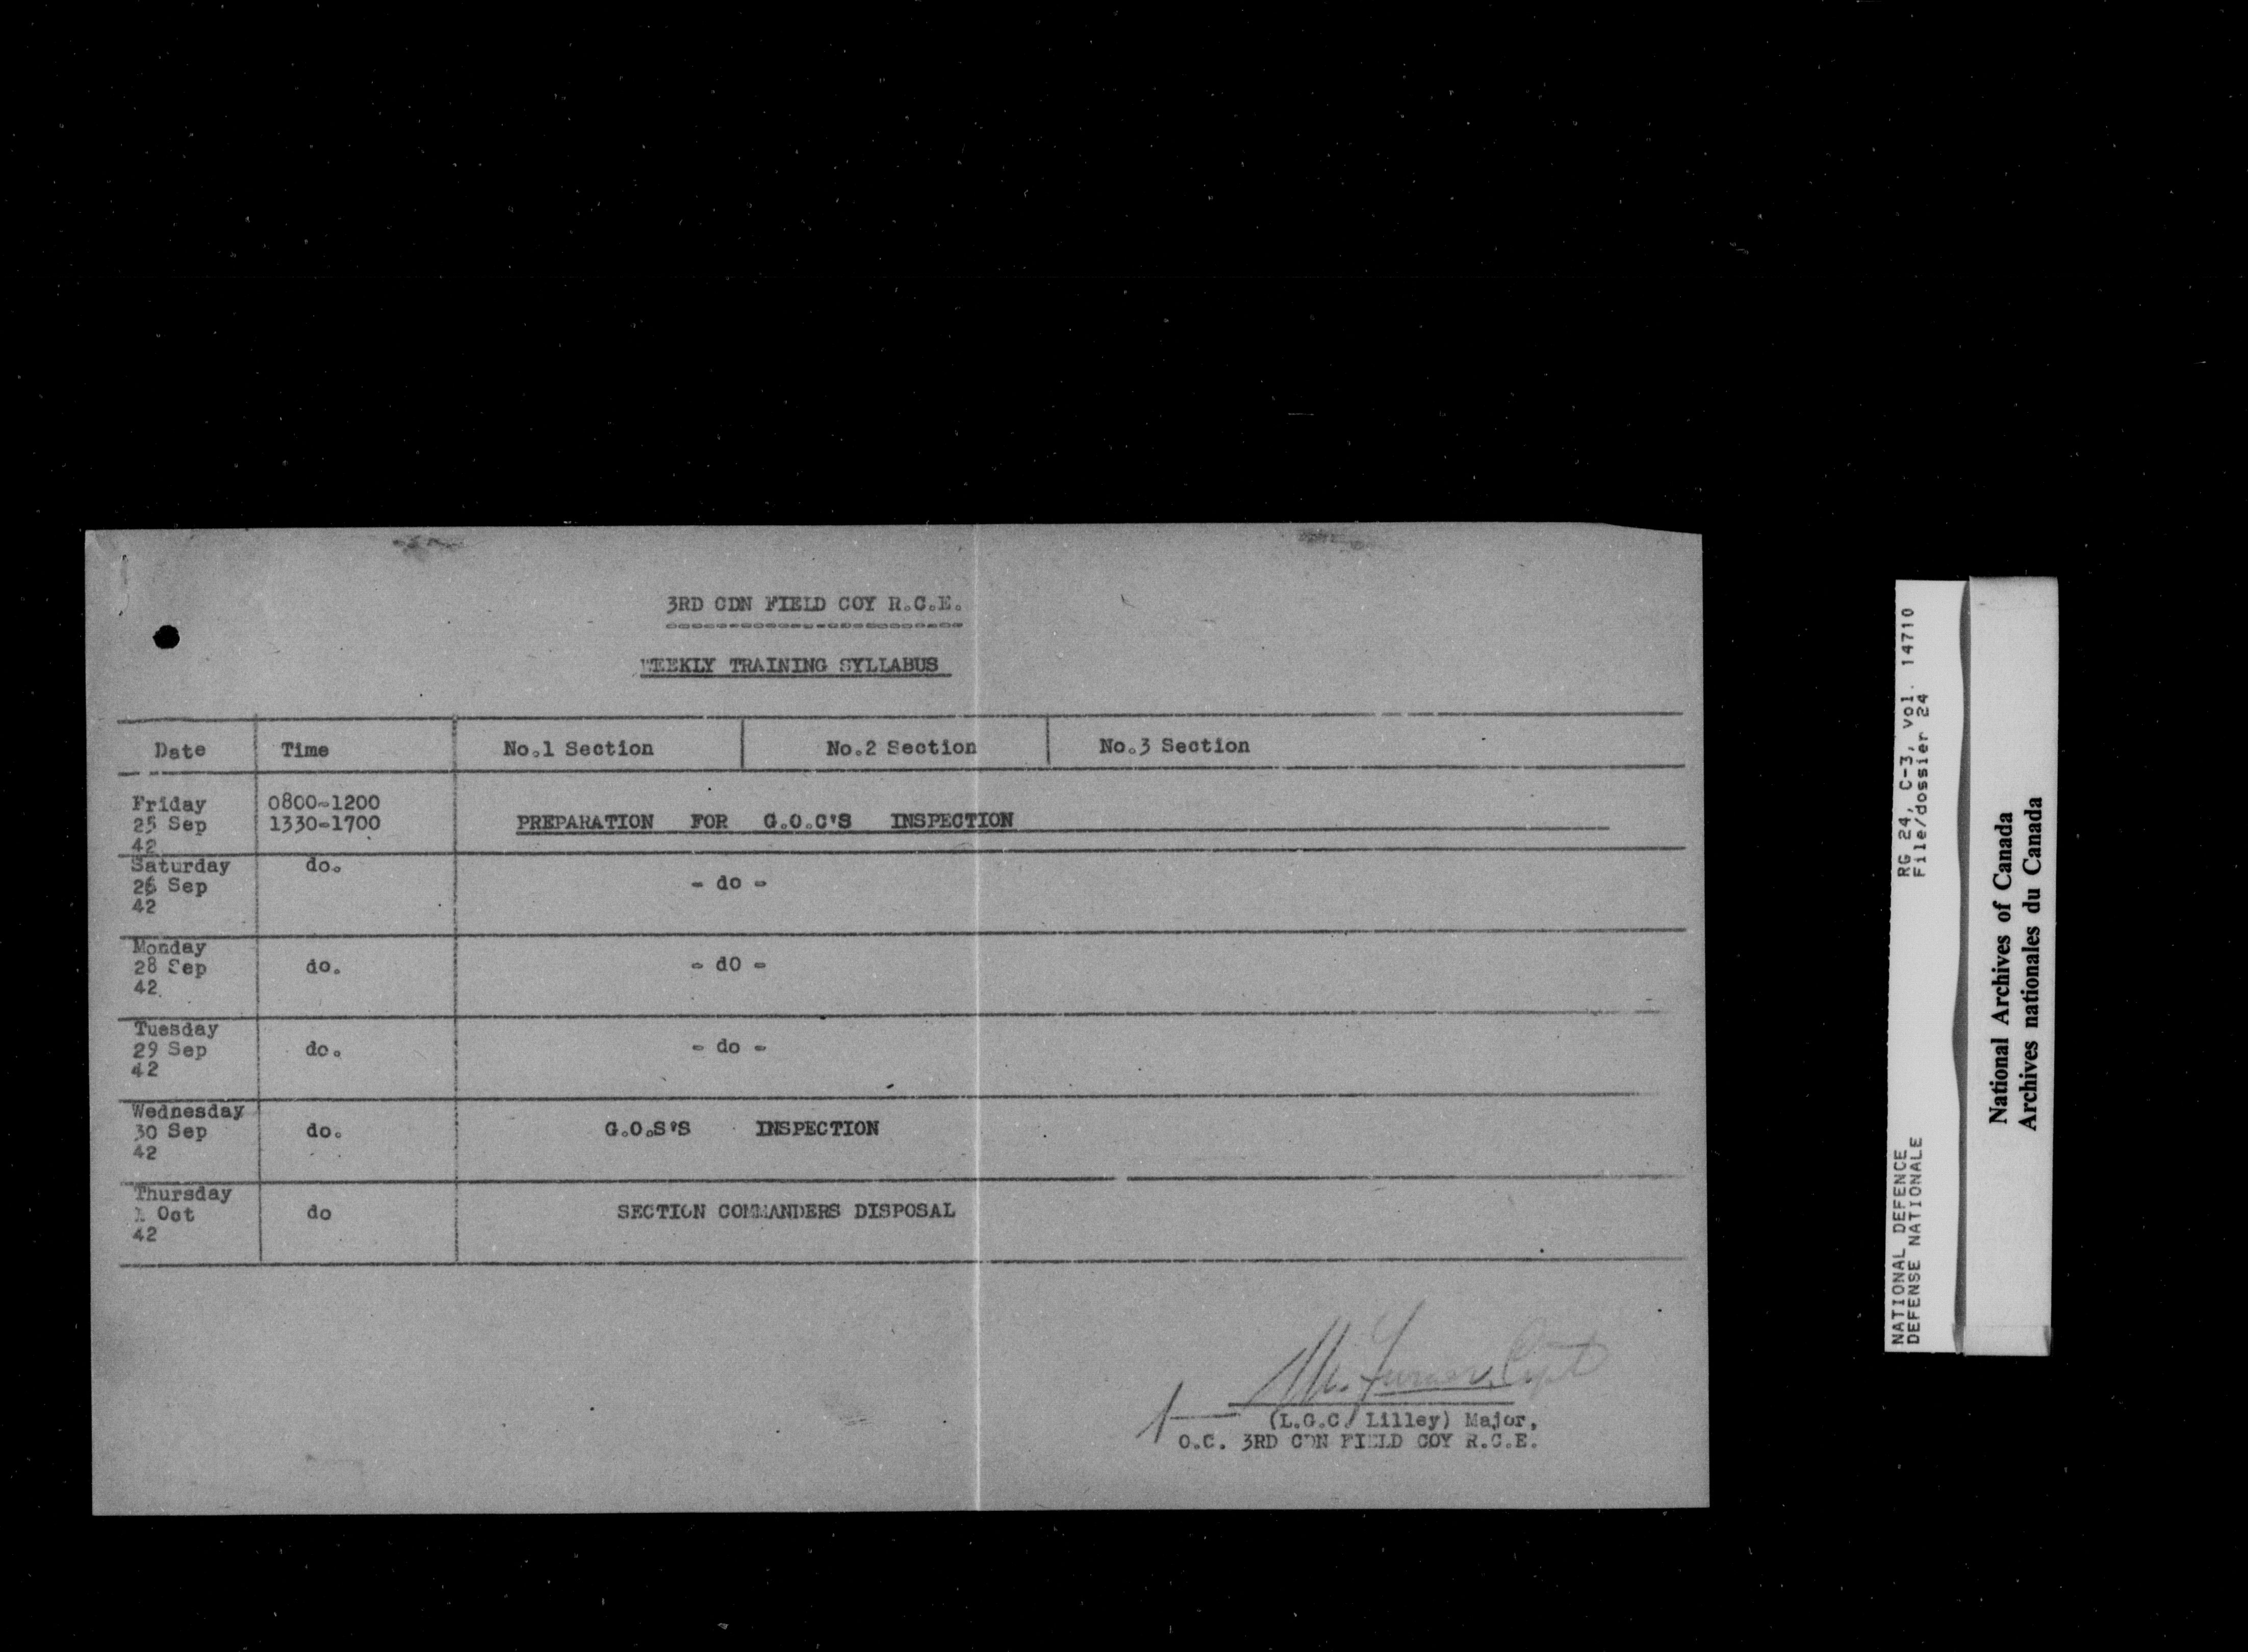 3RD CDN FIELD COY R.C.E.
WEEKLY TRAINING SYLLABUS
Date Time No.1 Section No.2 Section No.3 Section
Friday 0800-1200
25 Sep 1330-1700 PREPARATION FOR G.O.C'S INSPECTION
42
Saturday do.
26 Sep - do -
42
Monday
28 Sep do. - dO -
42
Tuesday
29 Sep do. - do -
42
Wednesday
30 Sep do. G.O.S'S INSPECTION
42
Thursday
1 Oct do SECTION COMMANDERS DISPOSAL
42
Capt
(L.G.C. Lilley) Major,
O.C. 3RD CDN FIELD COY R.C.E.
NATIONAL DEFENCE RG 24, C-3, vol. 14710
DEFENSE NATIONALE File/dossier 24
National Archives of Canada
Archives nationales du Canada